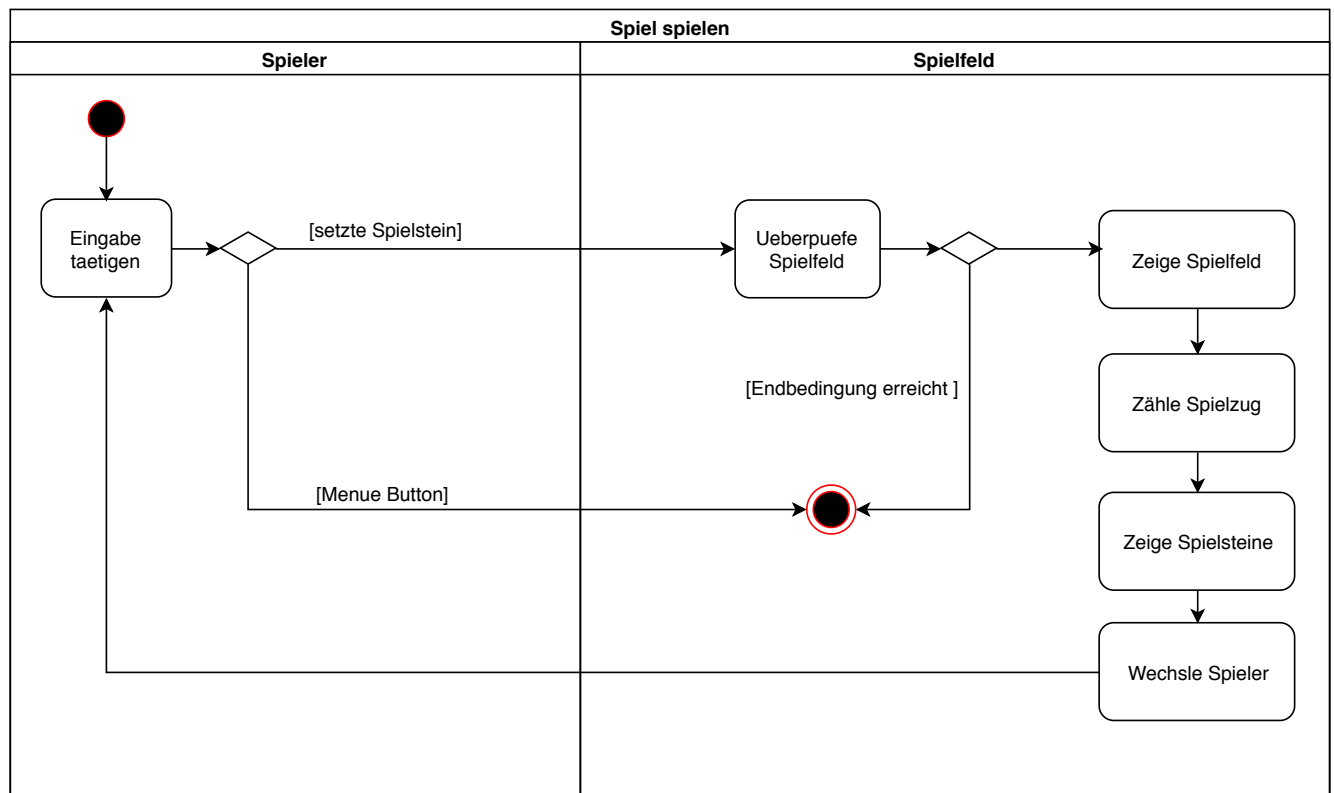 Spiel spielen
Spieler
Spielfeld
[setzte Spielstein]
Eingabe
taetigen
Ueberpuefe
Spielfeld
Zeige Spielfeld
[Endbedingung erreicht ]
Zähle Spielzug
[Menue Button]
Zeige Spielsteine
Wechsle Spieler